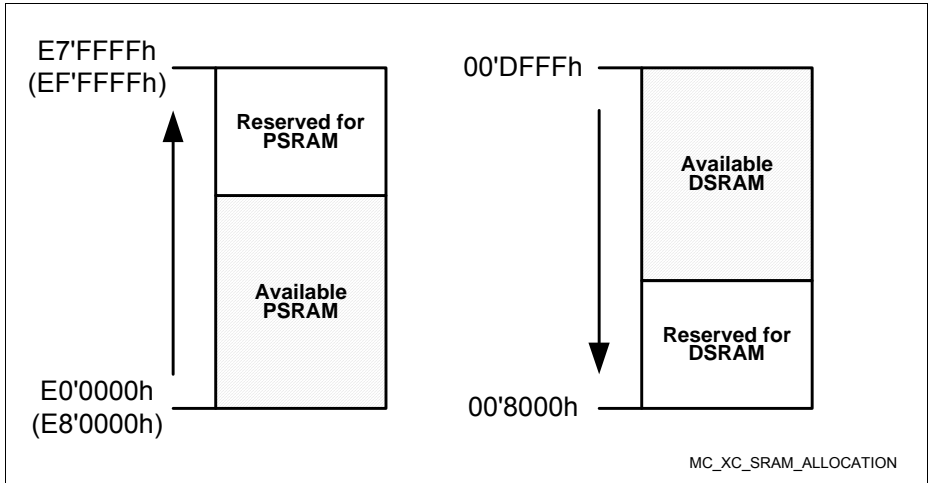 E7'FFFFh
(EF'FFFFh)
Reserved for
PSRAM
Available
PSRAM
E0'0000h
(E8'0000h)
00'DFFFh
Available
DSRAM
Reserved for
DSRAM
00'8000h
MC_XC_SRAM_ALLOCATION